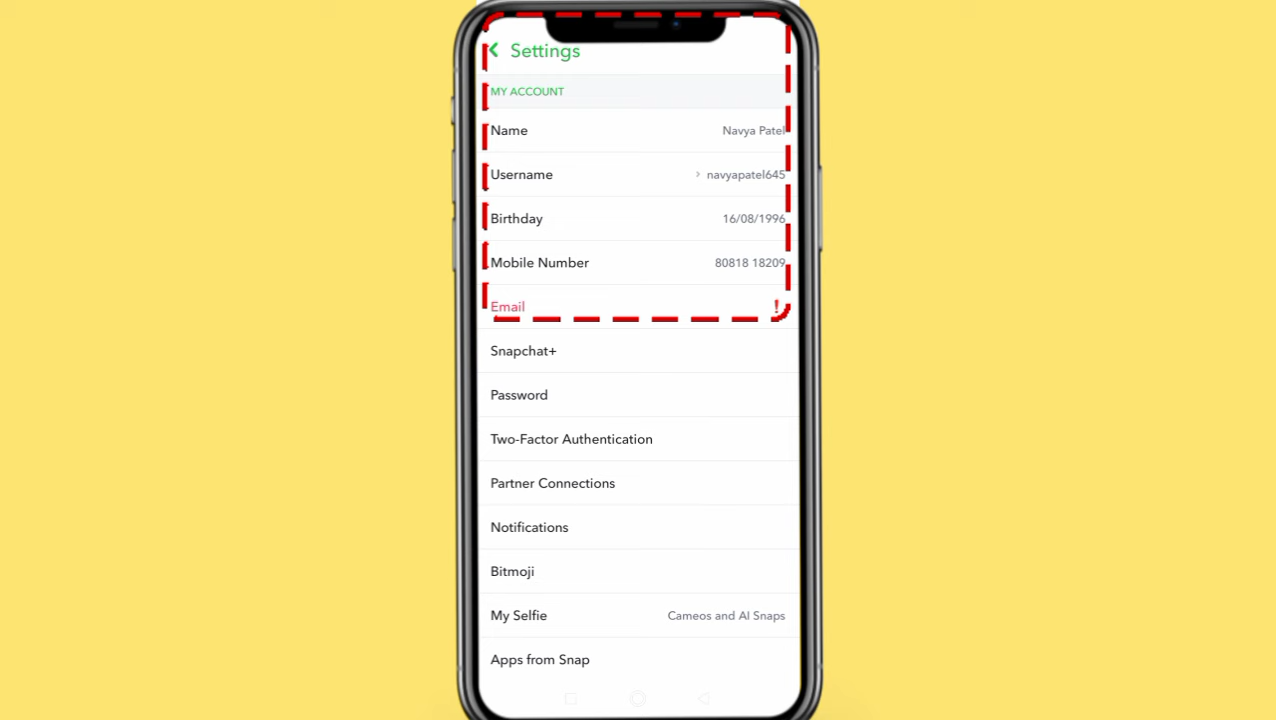 Settings
MY ACCOUNT
Name Navya Patel
Username > navyapatel645
Birthday 16/08/1996
Mobile Number 80818 18209
Email !
Snapchat+
Password
Two-Factor Authentication
Partner Connections
Notifications
Bitmoji
My Selfie Cameos and AI Snaps
Apps from Snap